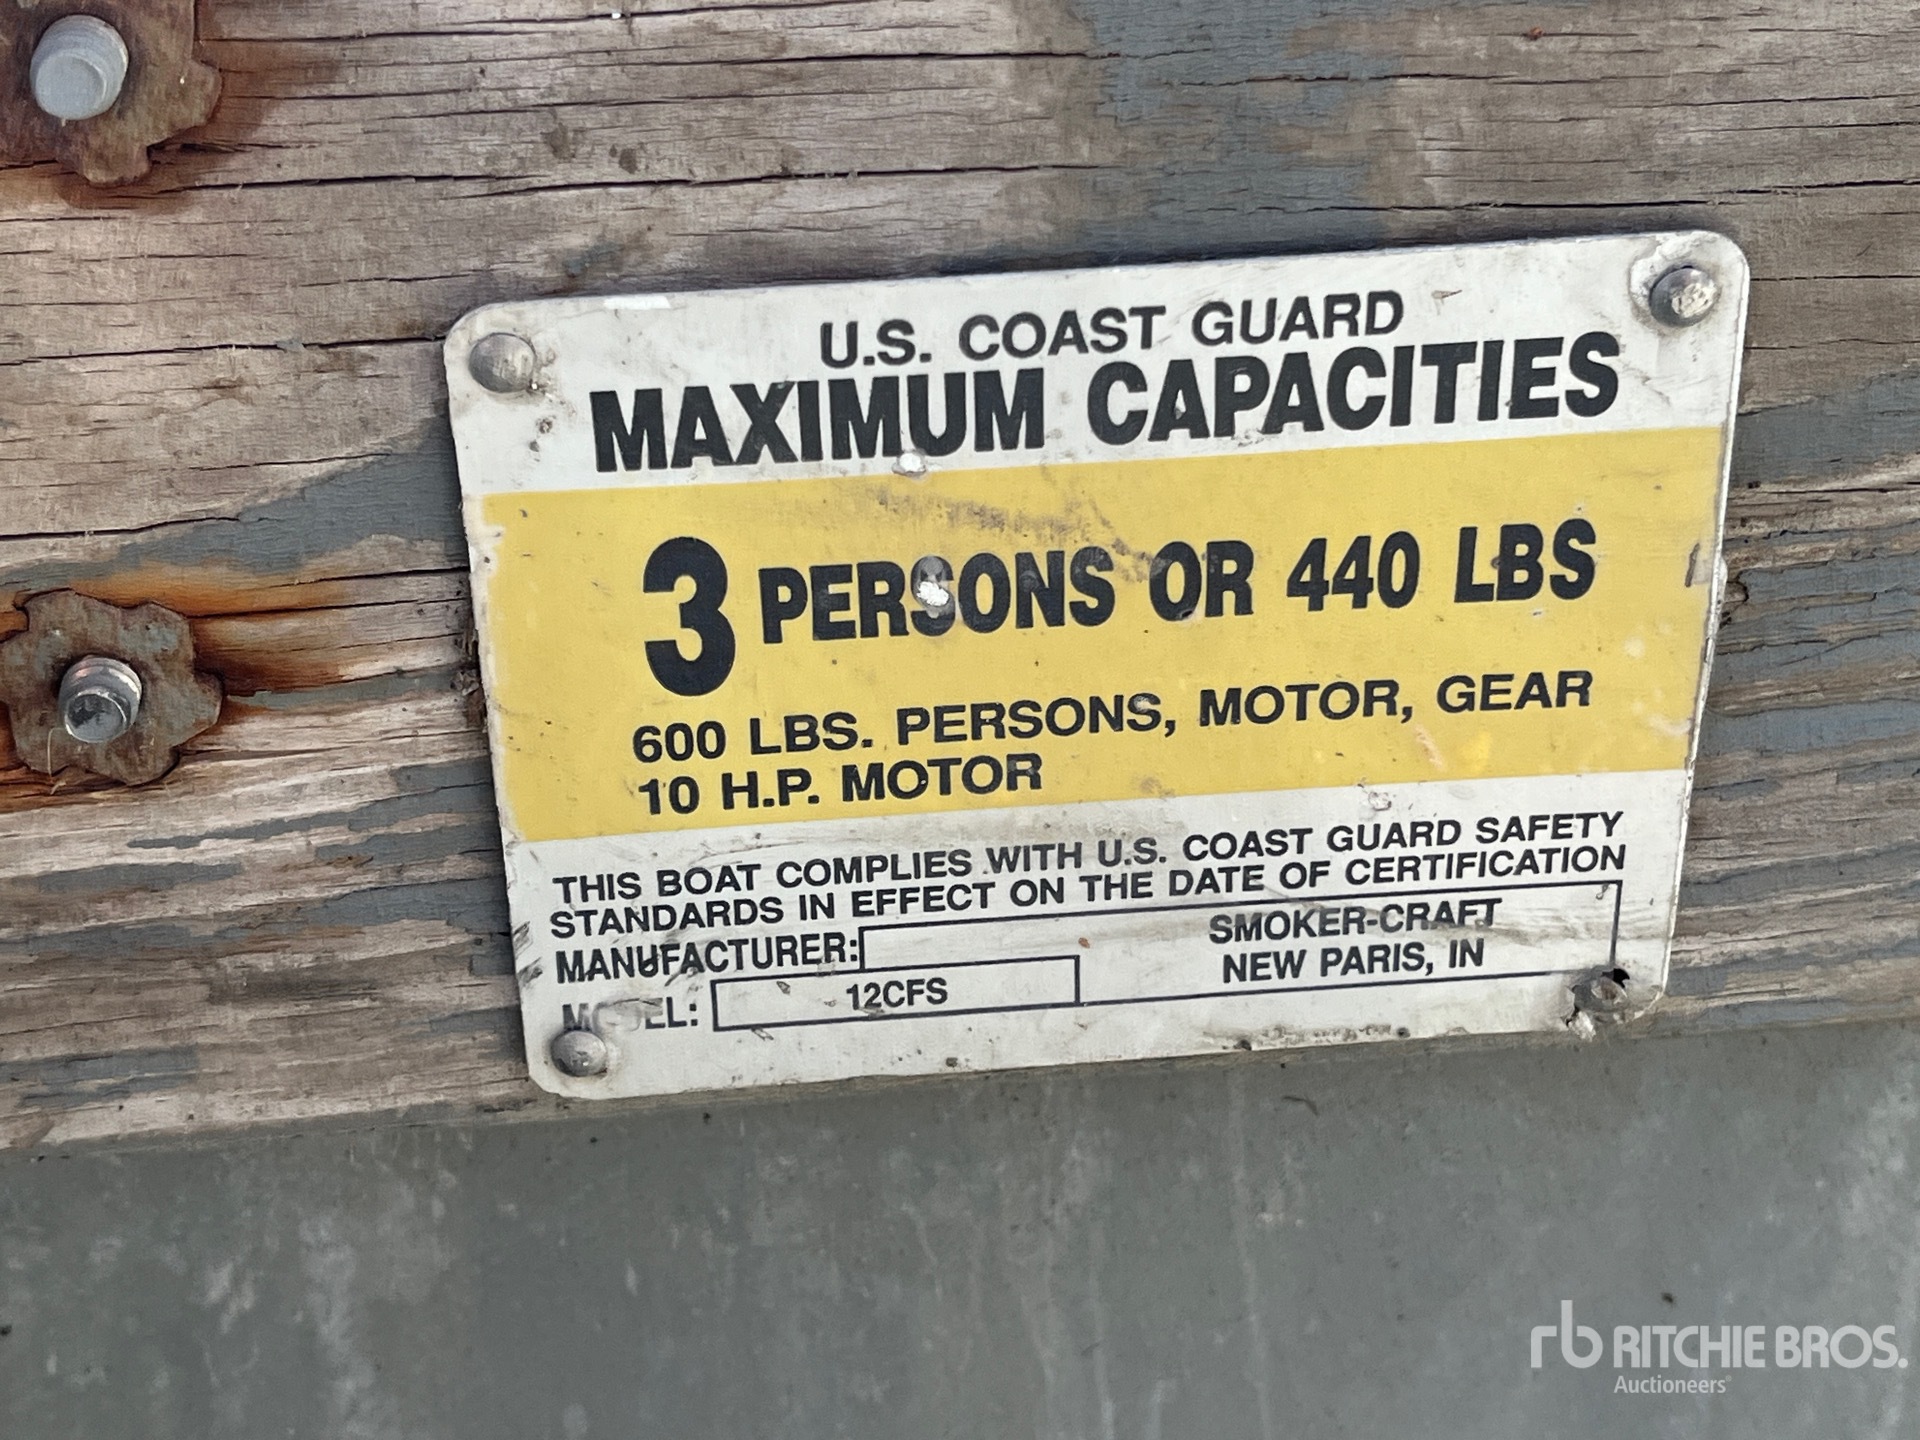 U.S. COAST GUARD
MAXIMUM CAPACITIES
3 PERSONS OR 440 LBS
600 LBS. PERSONS, MOTOR, GEAR
10 H.P. MOTOR
THIS BOAT COMPLIES WITH U.S. COAST GUARD SAFETY
STANDARDS IN EFFECT ON THE DATE OF CERTIFICATION
MANUFACTURER: SMOKER-CRAFT
NEW PARIS, IN
MODEL: 12CFS
rb RITCHIE BROS.
Auctioneers